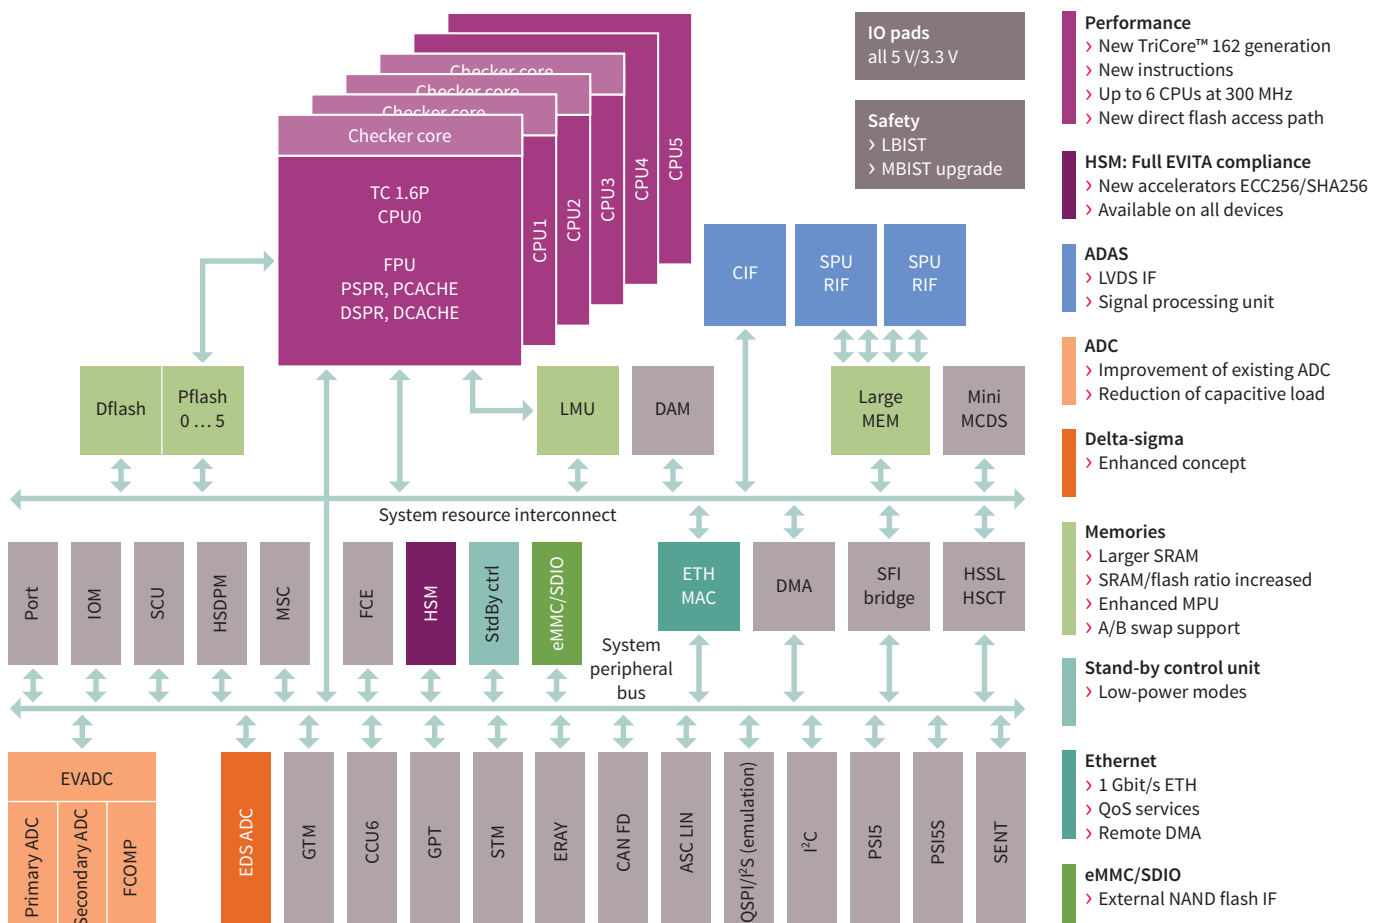 Checker core
Checker core
Checker core
Checker core
TC 1.6P
CPU0
FPU
PSPR, PCACHE
DSPR, DCACHE
CPU1
CPU2
CPU3
CPU4
CPU5
IO pads
all 5 V/3.3 V
Safety
› LBIST
› MBIST upgrade
CIF
SPU
RIF
SPU
RIF
Dflash
Pflash
0 … 5
LMU
DAM
Large
MEM
Mini
MCDS
System resource interconnect
Port
IOM
SCU
HSDPM
MSC
FCE
HSM
StdBy ctrl
eMMC/SDIO
System
peripheral
bus
ETH
MAC
DMA
SFI
bridge
HSSL
HSCT
EVADC
Primary ADC
Secondary ADC
FCOMP
EDS ADC
GTM
CCU6
GPT
STM
ERAY
CAN FD
ASC LIN
QSPI/I²S (emulation)
I²C
PSI5
PSI5S
SENT
Performance
› New TriCore™ 162 generation
› New instructions
› Up to 6 CPUs at 300 MHz
› New direct flash access path
HSM: Full EVITA compliance
› New accelerators ECC256/SHA256
› Available on all devices
ADAS
› LVDS IF
› Signal processing unit
ADC
› Improvement of existing ADC
› Reduction of capacitive load
Delta-sigma
› Enhanced concept
Memories
› Larger SRAM
› SRAM/flash ratio increased
› Enhanced MPU
› A/B swap support
Stand-by control unit
› Low-power modes
Ethernet
› 1 Gbit/s ETH
› QoS services
› Remote DMA
eMMC/SDIO
› External NAND flash IF